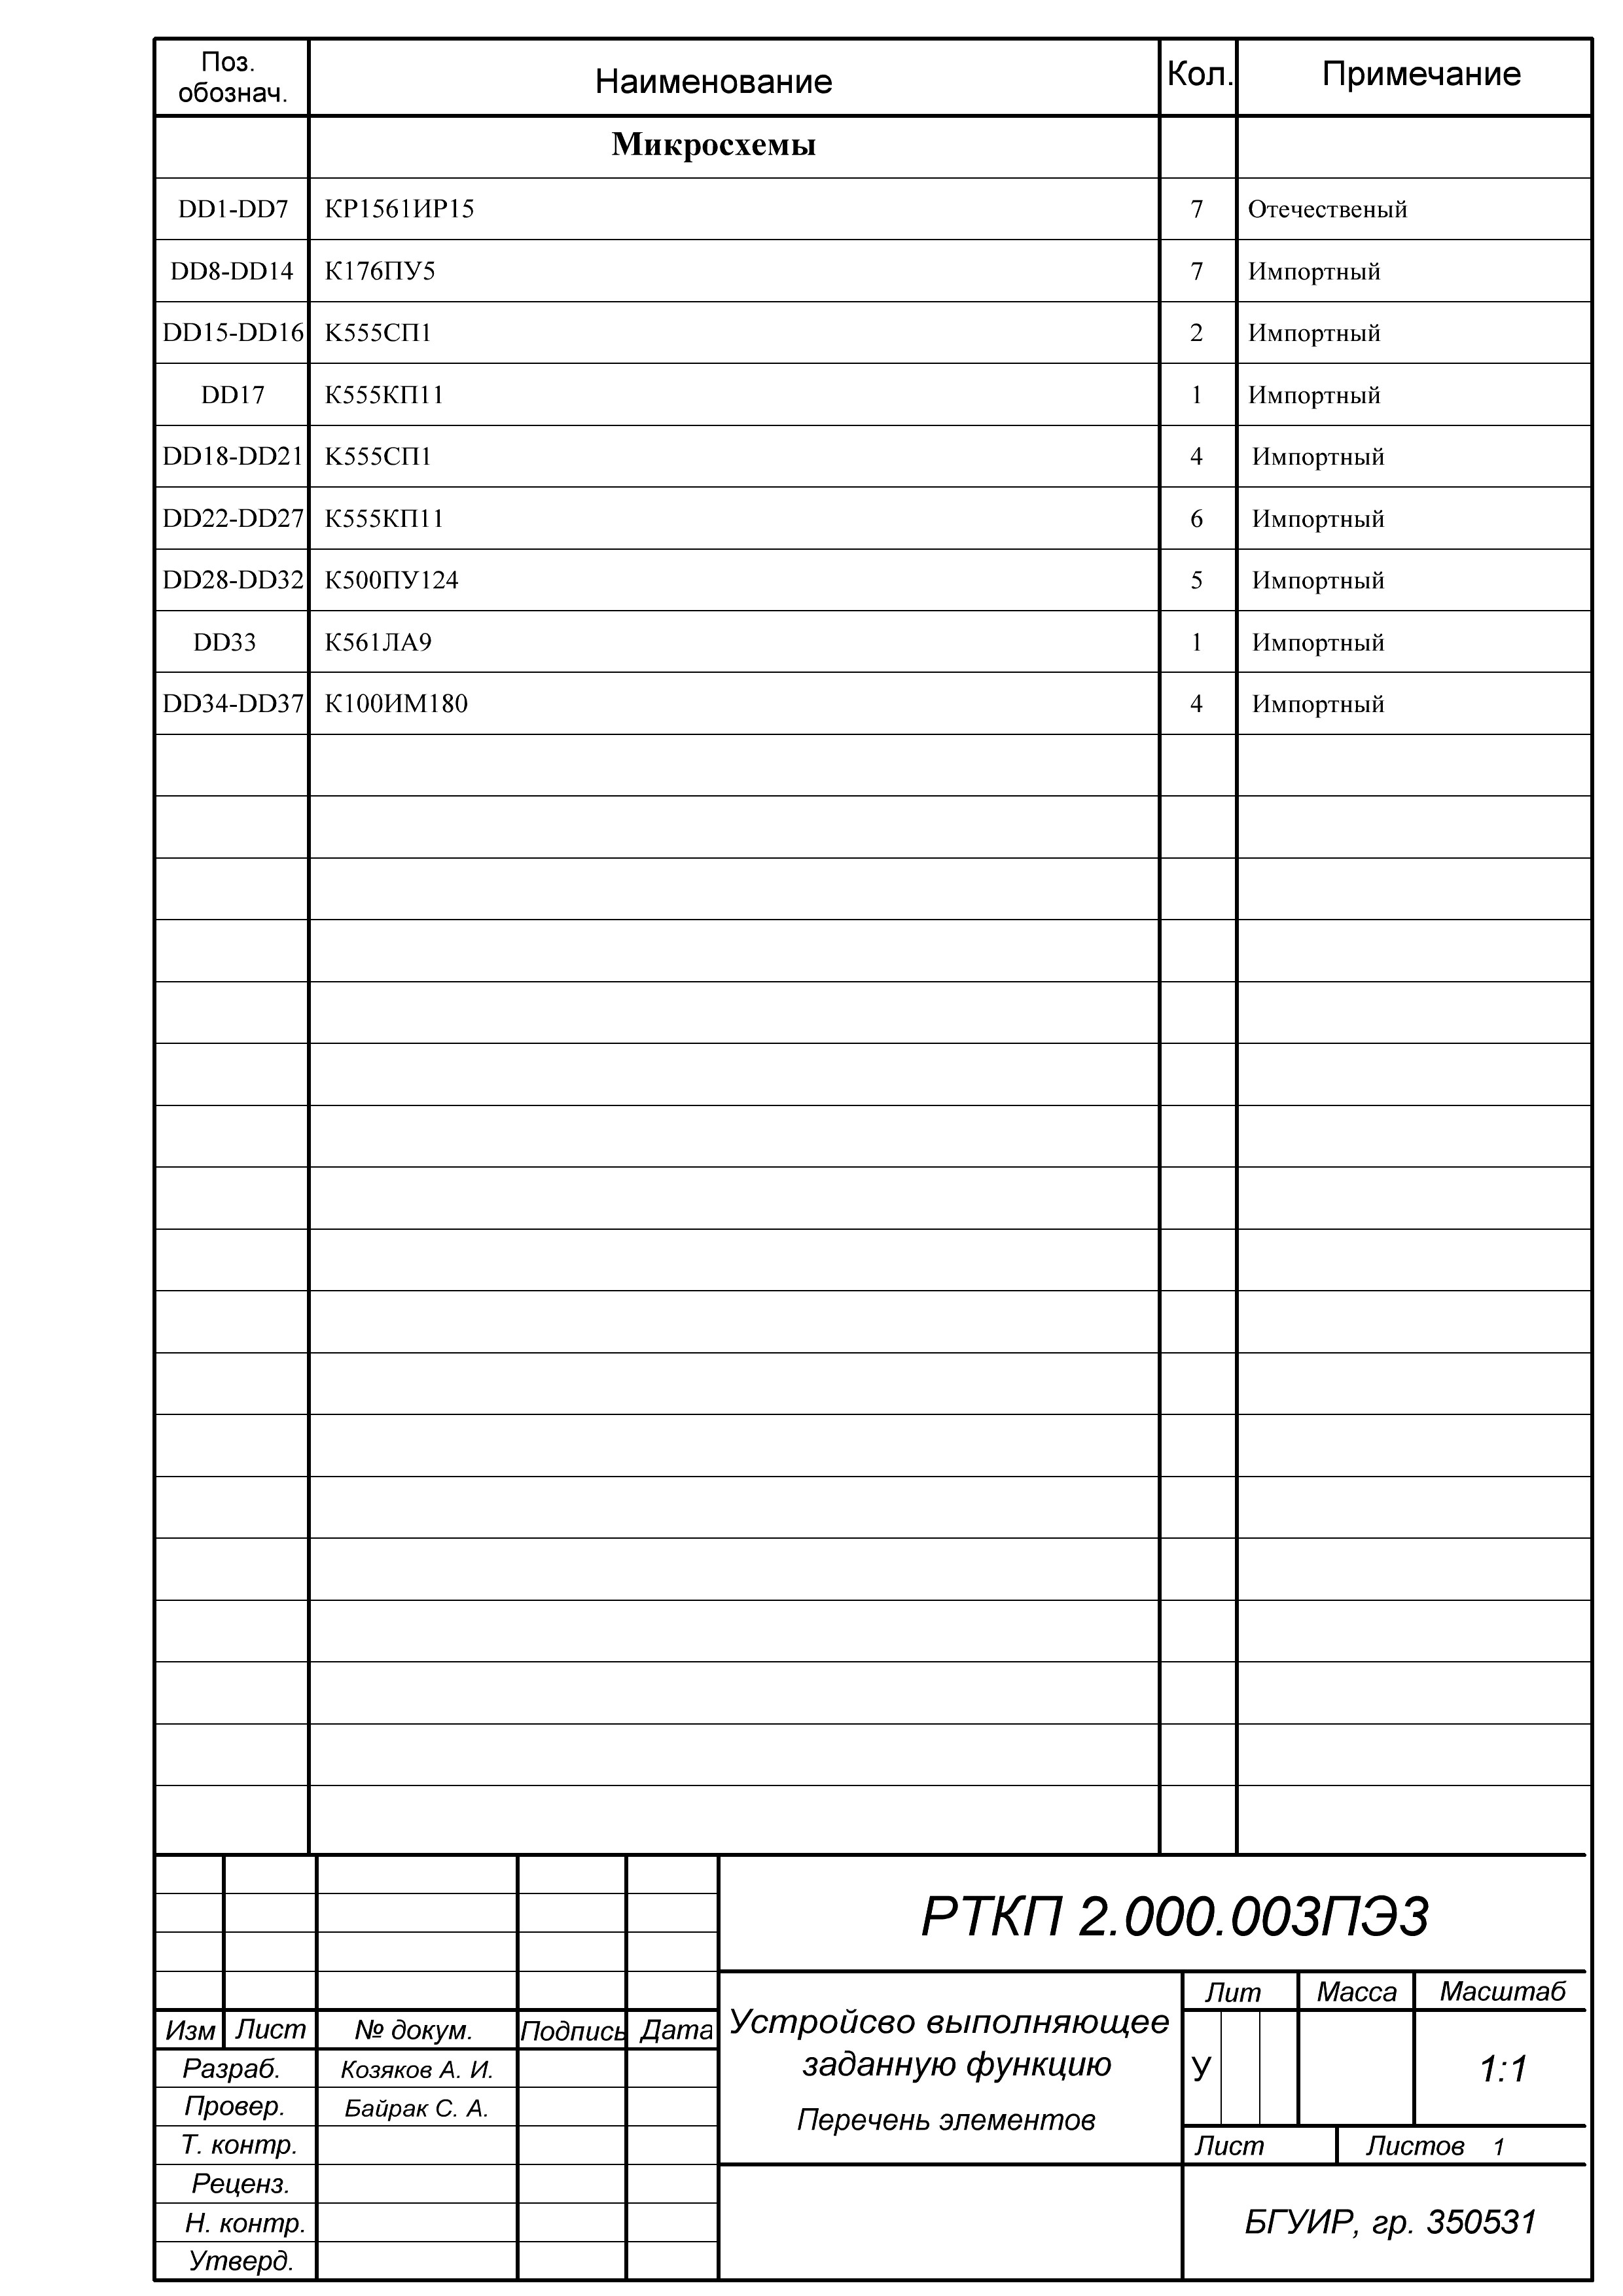 Поз. обознач. Наименование Кол. Примечание
Микросхемы
DD1-DD7 КР1561ИР15 7 Отечественый
DD8-DD14 К176ПУ5 7 Импортный
DD15-DD16 К555СП1 2 Импортный
DD17 К555КП11 1 Импортный
DD18-DD21 К555СП1 4 Импортный
DD22-DD27 К555КП11 6 Импортный
DD28-DD32 К500ПУ124 5 Импортный
DD33 К561ЛА9 1 Импортный
DD34-DD37 К100ИМ180 4 Импортный
РТКП 2.000.003ПЭ3
Изм Лист № докум. Подпись Дата
Разраб. Козяков А. И.
Провер. Байрак С. А.
Т. контр.
Реценз.
Н. контр.
Утверд.
Устройсво выполняющее
заданную функцию
Перечень элементов
Лит Масса Масштаб
У 1:1
Лист Листов 1
БГУИР, гр. 350531